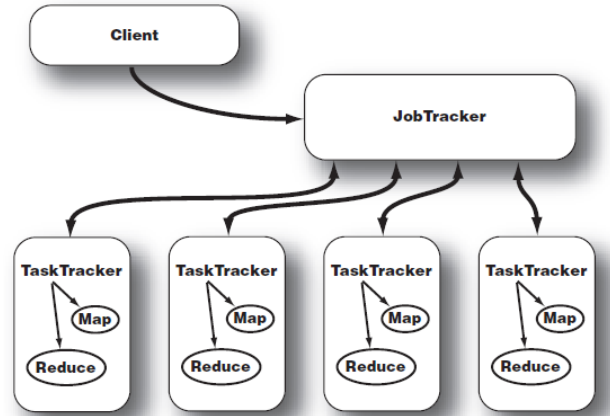 Client
JobTracker
TaskTracker TaskTracker TaskTracker TaskTracker
Map Map Map Map
Reduce Reduce Reduce Reduce